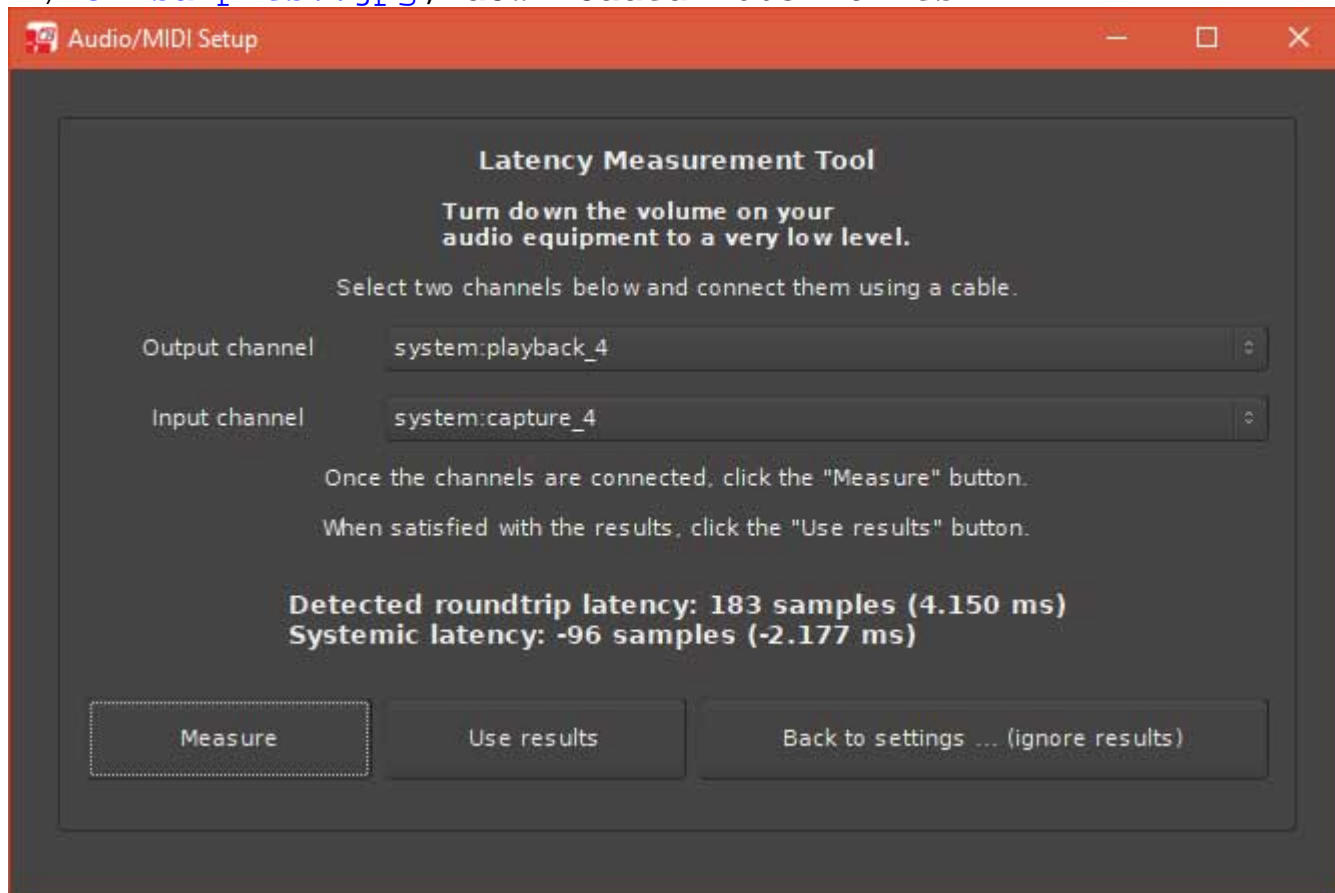 Audio/MIDI Setup
Latency Measurement Tool
Turn down the volume on your
audio equipment to a very low level.
Select two channels below and connect them using a cable.
Output channel system:playback_4
Input channel system:capture_4
Once the channels are connected, click the "Measure" button.
When satisfied with the results, click the "Use results" button.
Detected roundtrip latency: 183 samples (4.150 ms)
Systemic latency: -96 samples (-2.177 ms)
Measure Use results Back to settings ... (ignore results)